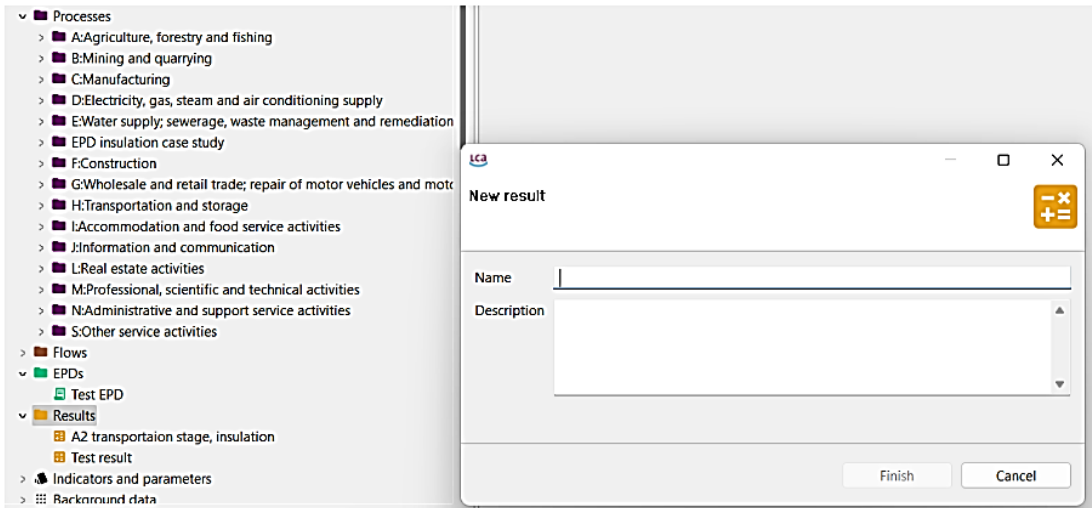 Processes
A:Agriculture, forestry and fishing
B:Mining and quarrying
C:Manufacturing
D:Electricity, gas, steam and air conditioning supply
E:Water supply; sewerage, waste management and remediation
EPD insulation case study
F:Construction
G:Wholesale and retail trade; repair of motor vehicles and moto
H:Transportation and storage
I:Accommodation and food service activities
J:Information and communication
L:Real estate activities
M:Professional, scientific and technical activities
N:Administrative and support service activities
S:Other service activities
Flows
EPDs
Test EPD
Results
A2 transportaion stage, insulation
Test result
Indicators and parameters
Background data
LCA
New result
Name
Description
Finish
Cancel